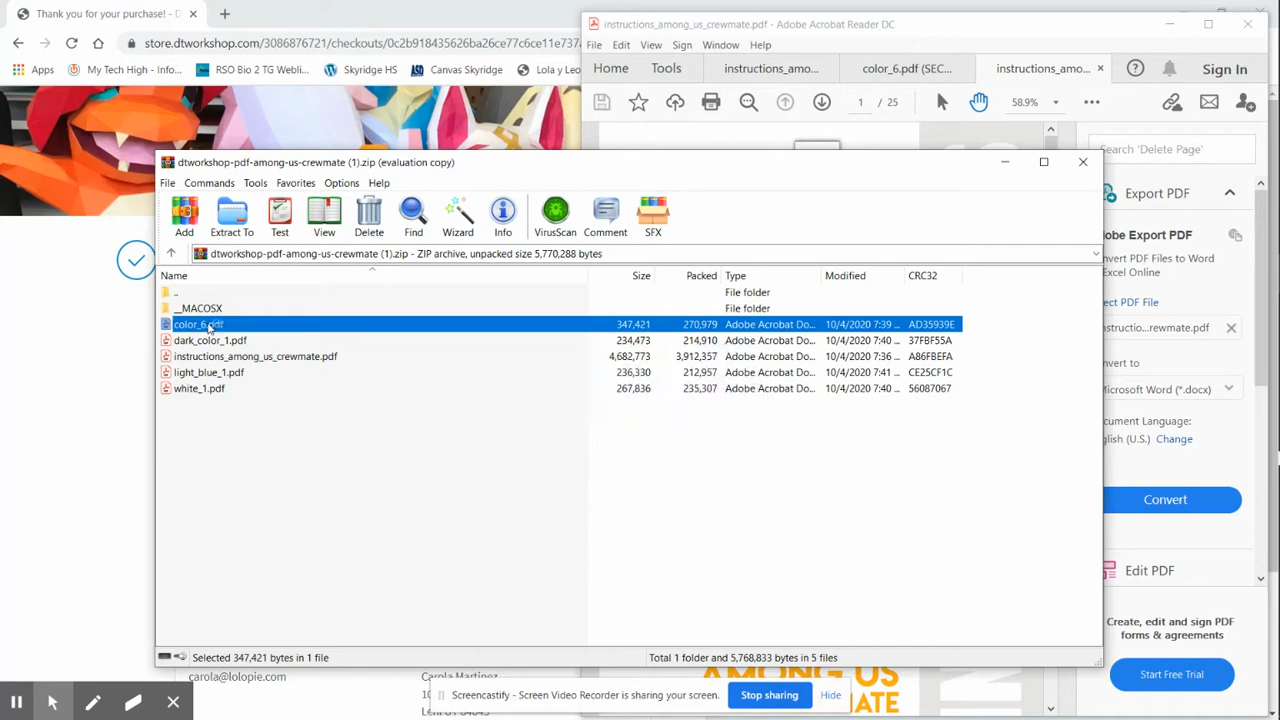 Thank you for your purchase! - D
store.dtworkshop.com/3086876721/checkouts/0c2b918435626ca22fc6c11e6c037
Apps
My Tech High - Info...
RSO Bio 2 TG Webli...
Skyridge HS
Canvas Skyridge
Lola y Leo
instructions_among_us_crewmate.pdf - Adobe Acrobat Reader DC
File Edit View Sign Window Help
Home Tools instructions_amo... color_6.pdf (SEC... instructions_amo... Sign In
1 / 25 58.9%
Search 'Delete Page'
Export PDF
dobe Export PDF
Convert PDF Files to Word
Excel Online
ect PDF File
nstructio...rewmate.pdf
Microsoft Word (*.docx)
ocument Language:
glish (U.S.) Change
Convert
Edit PDF
Create, edit and sign PDF
forms & agreements
Start Free Trial
dtworkshop-pdf-among-us-crewmate (1).zip (evaluation copy)
File Commands Tools Favorites Options Help
Add Extract To Test View Delete Find Wizard Info VirusScan Comment SFX
dtworkshop-pdf-among-us-crewmate (1).zip - ZIP archive, unpacked size 5,770,288 bytes
Name Size Packed Type Modified CRC32
.. File folder
__MACOSX File folder
color_6.pdf 347,421 270,979 Adobe Acrobat Do... 10/4/2020 7:39 ... AD35939E
dark_color_1.pdf 234,473 214,910 Adobe Acrobat Do... 10/4/2020 7:40 ... 37FBF55A
instructions_among_us_crewmate.pdf 4,682,773 3,912,357 Adobe Acrobat Do... 10/4/2020 7:36 ... A86FBEFA
light_blue_1.pdf 236,330 212,957 Adobe Acrobat Do... 10/4/2020 7:41 ... CE25CF1C
white_1.pdf 267,836 235,307 Adobe Acrobat Do... 10/4/2020 7:40 ... 56087067
Selected 347,421 bytes in 1 file
Total 1 folder and 5,768,833 bytes in 5 files
carola@lolopie.com
Carola Martinez
AMONG US
MATE
Screencastify - Screen Video Recorder is sharing your screen.
Stop sharing
Hide